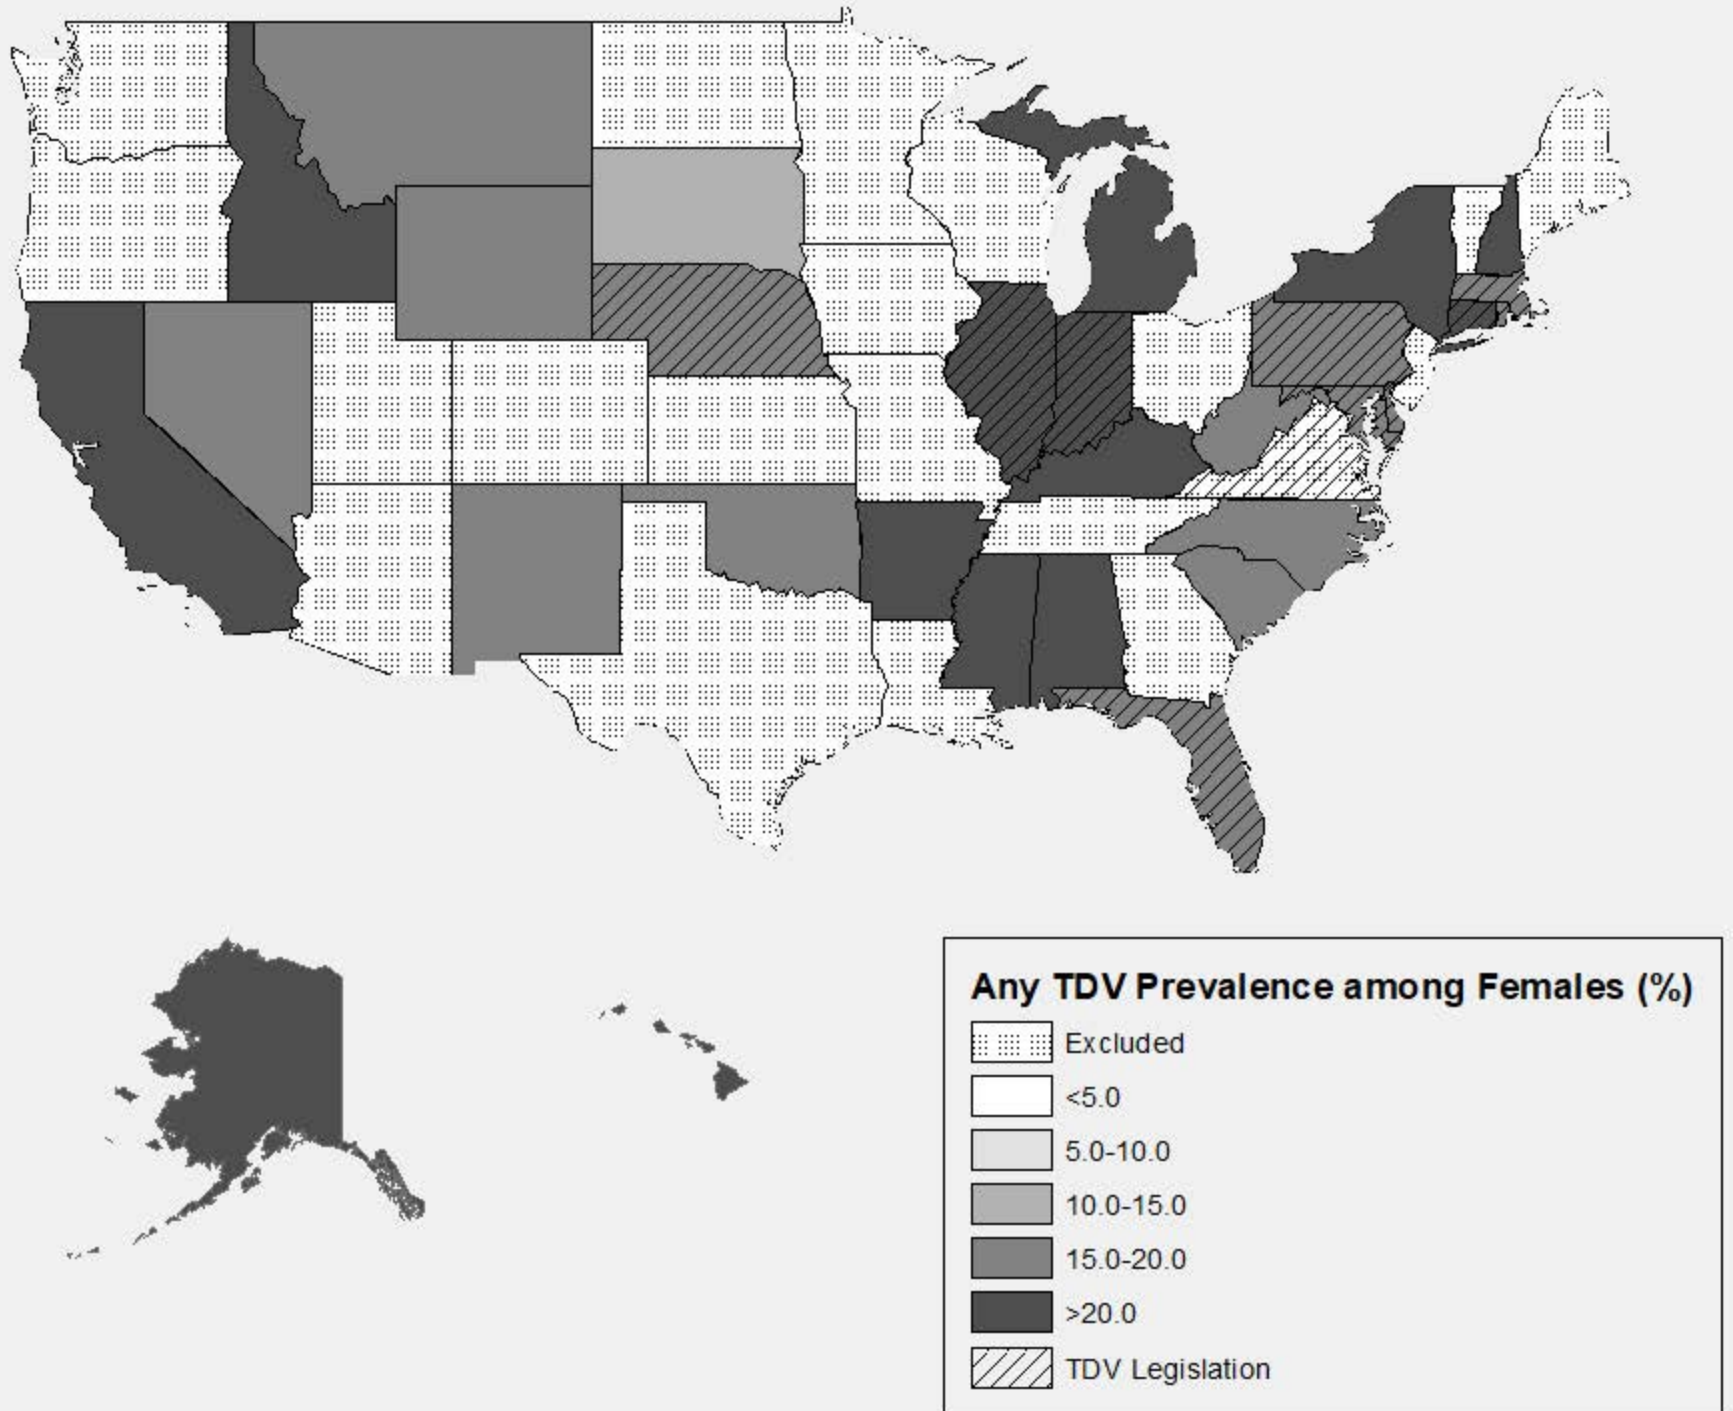 Any TDV Prevalence among Females (%)
Excluded
<5.0
5.0-10.0
10.0-15.0
15.0-20.0
>20.0
TDV Legislation